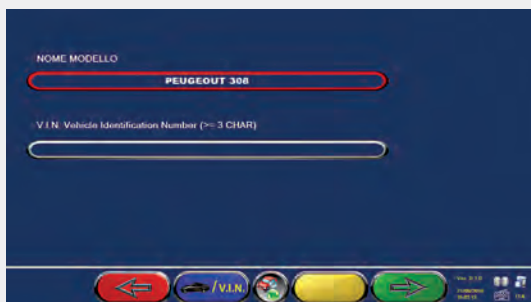 NOME MODELLO
PEUGEOUT 308
V.I.N. Vehicle Identification Number (>= 3 CHAR)
/V.I.N.